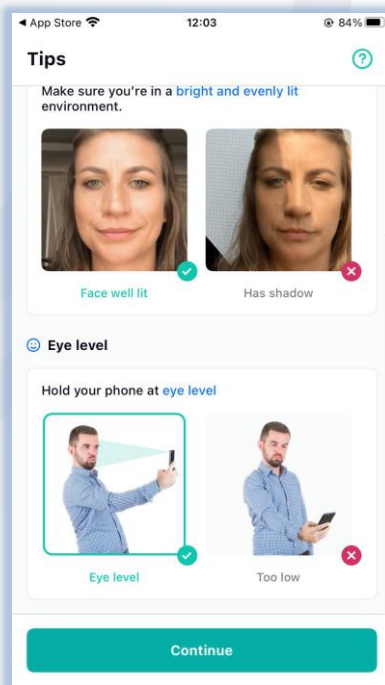 App Store
12:03
84%
Tips
?
Make sure you're in a bright and evenly lit
environment.
Face well lit
Has shadow
Eye level
Hold your phone at eye level
Eye level
Too low
Continue